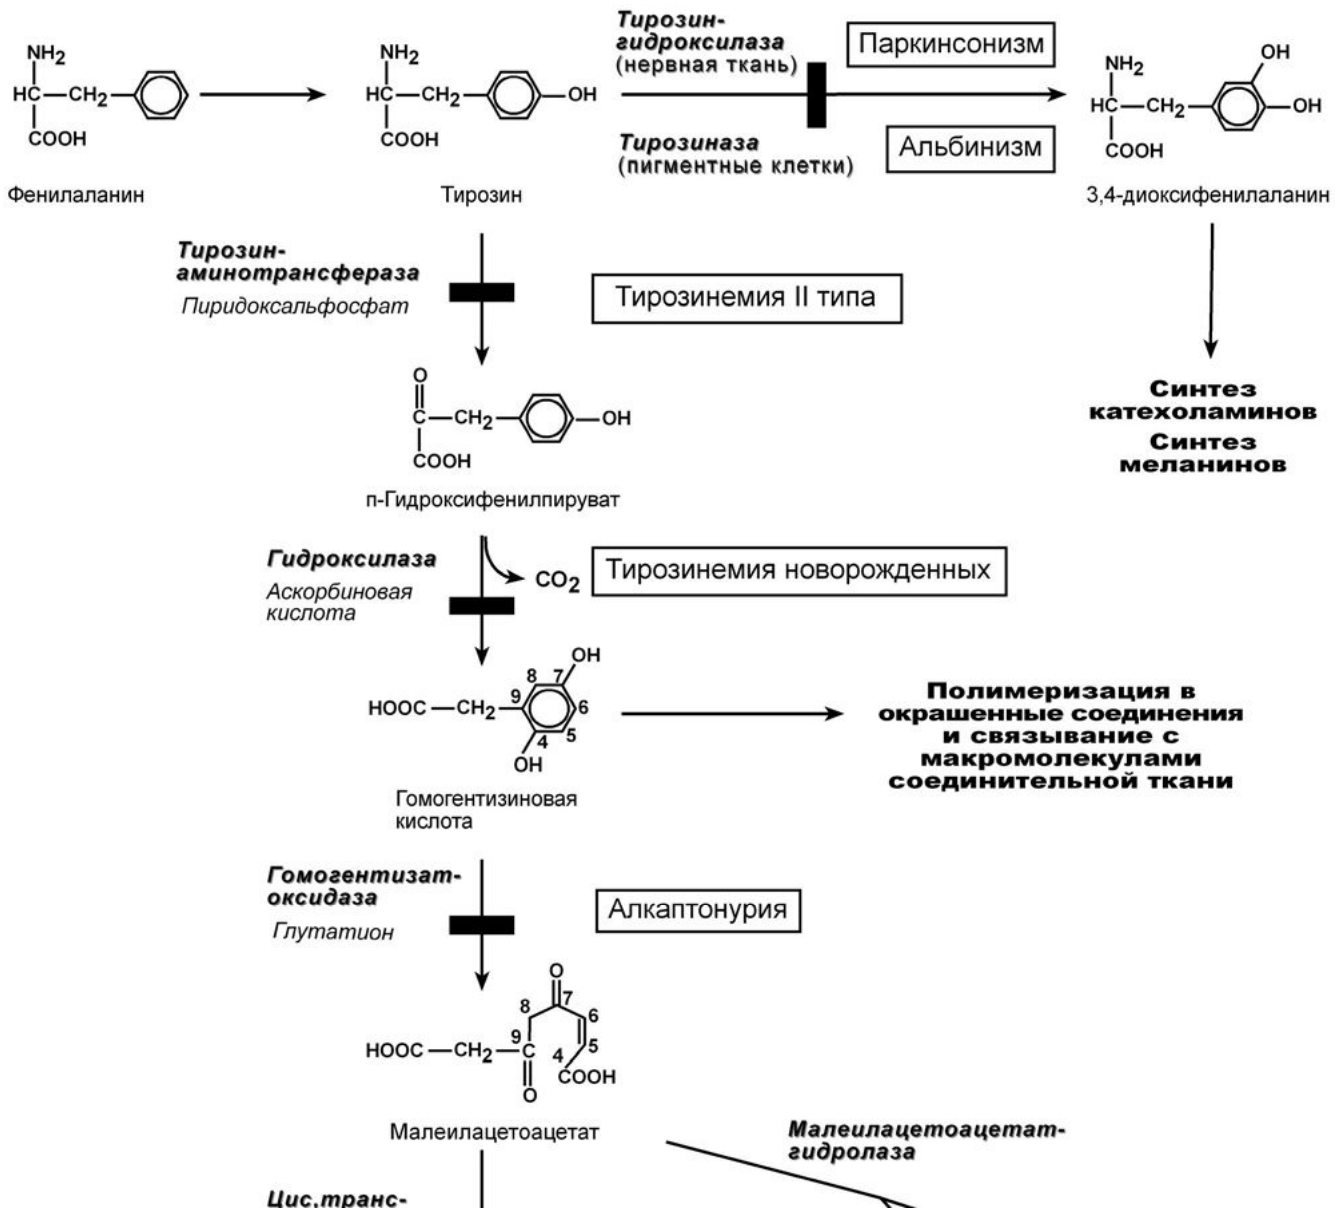 NH2
HC—CH2
COOH
Фенилаланин
NH2
HC—CH2 —OH
COOH
Тирозин
Тирозин-
гидроксилаза
(нервная ткань)
Паркинсонизм
Тирозиназа
(пигментные клетки)
Альбинизм
OH
NH2
HC—CH2 —OH
COOH
3,4-диоксифенилаланин
Тирозин-
аминотрансфераза
Пиридоксальфосфат
Тирозинемия II типа
Синтез
катехоламинов
Синтез
меланинов
O
C—CH2 —OH
COOH
п-Гидроксифенилпируват
Гидроксилаза
Аскорбиновая
кислота
CO2
Тирозинемия новорожденных
OH
8 7
HOOC—CH2 9 6
4 5
OH
Гомогентизиновая
кислота
Полимеризация в
окрашенные соединения
и связывание с
макромолекулами
соединительной ткани
Гомогентизат-
оксидаза
Глутатион
Алкаптонурия
O
8 7
6
9 5
HOOC—CH2—C 4
COOH
O
Малеилацетоацетат
Малеилацетоацетат-
гидролаза
Цис,транс-